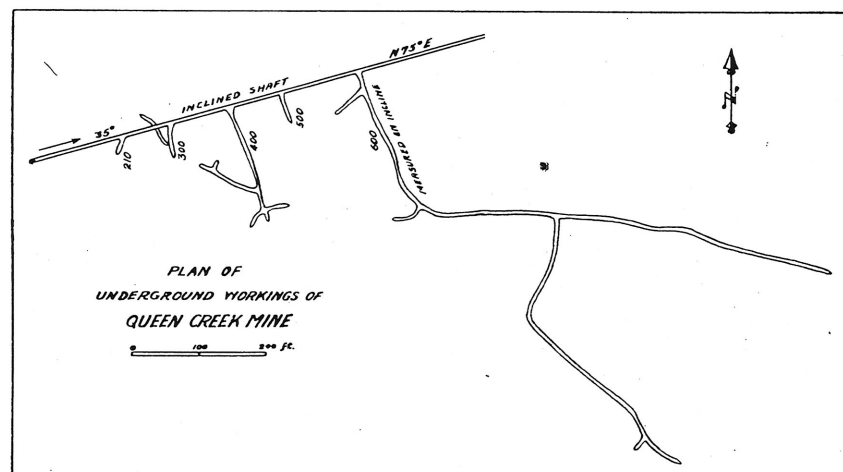 N75°E
INCLINED SHAFT
35°
210
300
400
500
600
MEASURED ON INCLINE
PLAN OF
UNDERGROUND WORKINGS OF
QUEEN CREEK MINE
0 100 200 ft.